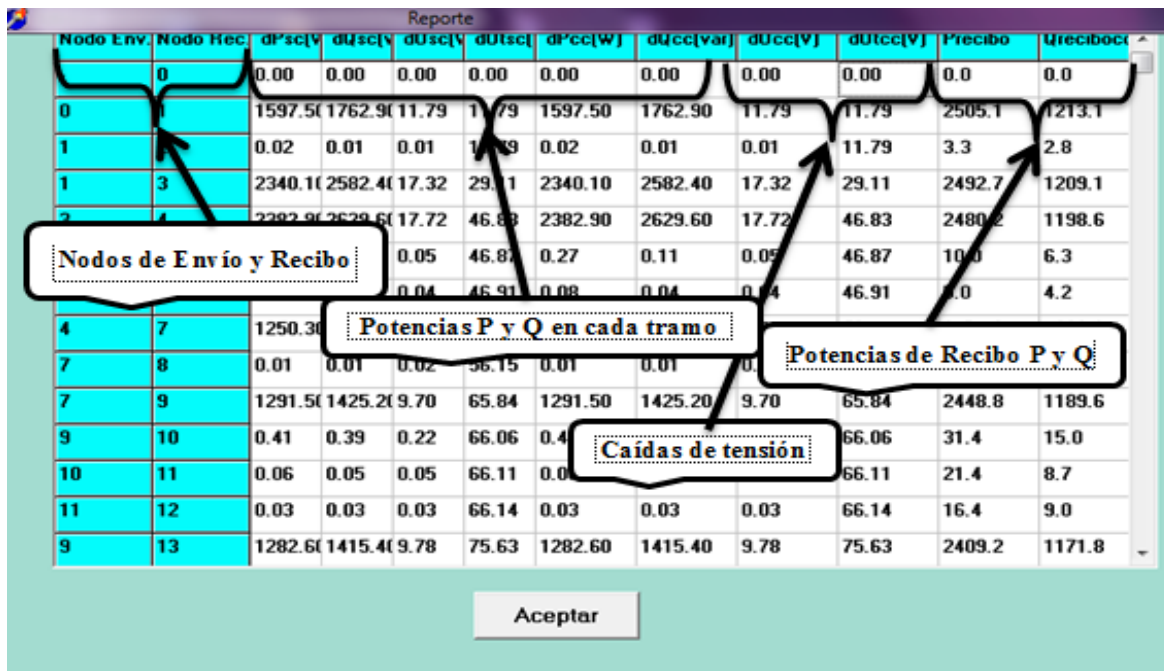 Reporte
Nodo Env. Nodo Rec. dPsc(V dQsc(v dUsc(V dUtsc( dPcc(W) dQcc(var) dUcc(V) dUtcc(V) Precibo Qrecibocc
0 0.00 0.00 0.00 0.00 0.00 0.00 0.00 0.00 0.0 0.0
0 1597.50 1762.90 11.79 1597.50 1762.90 11.79 11.79 2505.1 1213.1
1 0.02 0.01 0.01 0.02 0.01 0.01 11.79 3.3 2.8
1 3 2340.10 2582.40 17.32 2340.10 2582.40 17.32 29.11 2492.7 1209.1
17.72 2382.90 2629.60 17.72 46.83 1198.6
Nodos de Envío y Recibo 0.05 46.87 0.27 0.11 46.87 6.3
46.91 4.2
4 7 1250.30 Potencias P y Q en cada tramo
Potencias de Recibo P y Q
7 8 0.01 0.01 0.02 56.15 0.01 0.01
7 9 1291.50 1425.20 9.70 65.84 1291.50 1425.20 9.70 65.84 2448.8 1189.6
9 10 0.41 0.39 0.22 66.06 Caídas de tensión 66.06 31.4 15.0
10 11 0.06 0.05 0.05 66.11 66.11 21.4 8.7
11 12 0.03 0.03 0.03 66.14 0.03 0.03 0.03 66.14 16.4 9.0
9 13 1282.60 1415.40 9.78 75.63 1282.60 1415.40 9.78 75.63 2409.2 1171.8
Aceptar